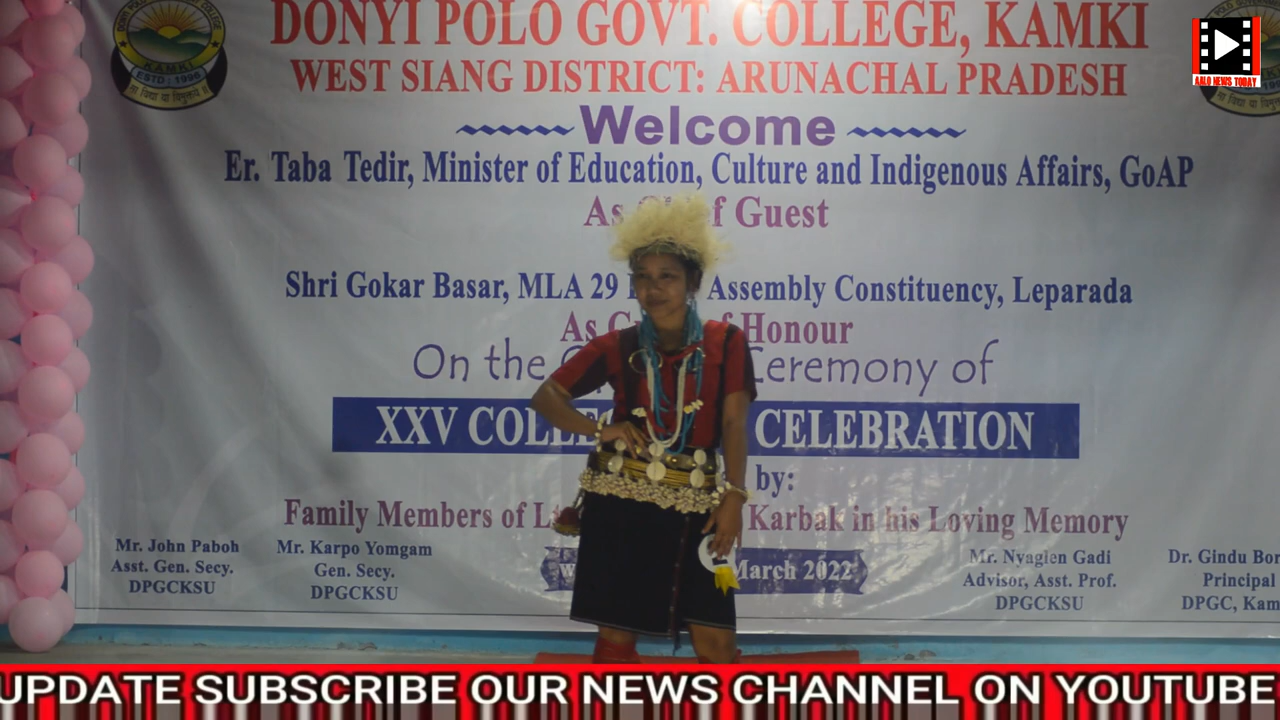 DONYI POLO GOVT. COLLEGE, KAMKI
WEST SIANG DISTRICT: ARUNACHAL PRADESH
Welcome
Er. Taba Tedir, Minister of Education, Culture and Indigenous Affairs, GoAP
As f Guest
Shri Gokar Basar, MLA 29 Assembly Constituency, Leparada
As of Honour
On the Ceremony of
XXV COLLE CELEBRATION
by:
Family Members of L Karbak in his Loving Memory
March 2022
Mr. John Paboh
Asst. Gen. Secy.
DPGCKSU
Mr. Karpo Yomgam
Gen. Secy.
DPGCKSU
Mr. Nyaglen Gadi
Advisor, Asst. Prof.
DPGCKSU
Dr. Gindu Bor
Principal
DPGC, Kam
KAMKI
ESTD : 1996
AALO NEWS TODAY
UPDATE SUBSCRIBE OUR NEWS CHANNEL ON YOUTUBE